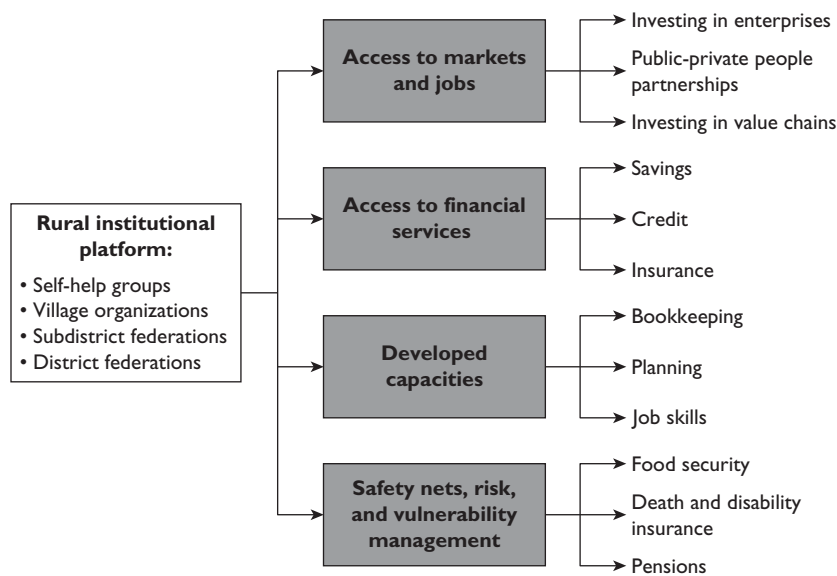 Rural institutional
platform:
• Self-help groups
• Village organizations
• Subdistrict federations
• District federations
Access to markets
and jobs
Investing in enterprises
Public-private people
partnerships
Investing in value chains
Access to financial
services
Savings
Credit
Insurance
Developed
capacities
Bookkeeping
Planning
Job skills
Safety nets, risk,
and vulnerability
management
Food security
Death and disability
insurance
Pensions